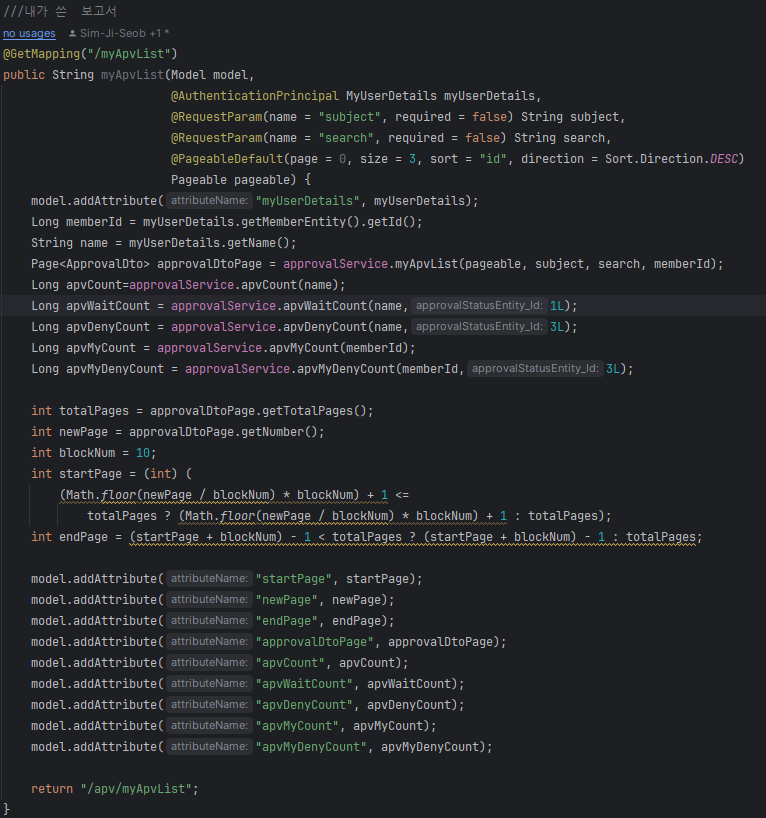 ///내가 쓴  보고서
no usages  Sim-Ji-Seob +1 *
@GetMapping("/myApvList")
public String myApvList(Model model,
                        @AuthenticationPrincipal MyUserDetails myUserDetails,
                        @RequestParam(name = "subject", required = false) String subject,
                        @RequestParam(name = "search", required = false) String search,
                        @PageableDefault(page = 0, size = 3, sort = "id", direction = Sort.Direction.DESC)
                        Pageable pageable) {
    model.addAttribute( attributeName: "myUserDetails", myUserDetails);
    Long memberId = myUserDetails.getMemberEntity().getId();
    String name = myUserDetails.getName();
    Page<ApprovalDto> approvalDtoPage = approvalService.myApvList(pageable, subject, search, memberId);
    Long apvCount=approvalService.apvCount(name);
    Long apvWaitCount = approvalService.apvWaitCount(name, approvalStatusEntity_Id: 1L);
    Long apvDenyCount = approvalService.apvDenyCount(name, approvalStatusEntity_Id: 3L);
    Long apvMyCount = approvalService.apvMyCount(memberId);
    Long apvMyDenyCount = approvalService.apvMyDenyCount(memberId, approvalStatusEntity_Id: 3L);

    int totalPages = approvalDtoPage.getTotalPages();
    int newPage = approvalDtoPage.getNumber();
    int blockNum = 10;
    int startPage = (int) (
        (Math.floor(newPage / blockNum) * blockNum) + 1 <=
            totalPages ? (Math.floor(newPage / blockNum) * blockNum) + 1 : totalPages);
    int endPage = (startPage + blockNum) - 1 < totalPages ? (startPage + blockNum) - 1 : totalPages;

    model.addAttribute( attributeName: "startPage", startPage);
    model.addAttribute( attributeName: "newPage", newPage);
    model.addAttribute( attributeName: "endPage", endPage);
    model.addAttribute( attributeName: "approvalDtoPage", approvalDtoPage);
    model.addAttribute( attributeName: "apvCount", apvCount);
    model.addAttribute( attributeName: "apvWaitCount", apvWaitCount);
    model.addAttribute( attributeName: "apvDenyCount", apvDenyCount);
    model.addAttribute( attributeName: "apvMyCount", apvMyCount);
    model.addAttribute( attributeName: "apvMyDenyCount", apvMyDenyCount);

    return "/apv/myApvList";
}